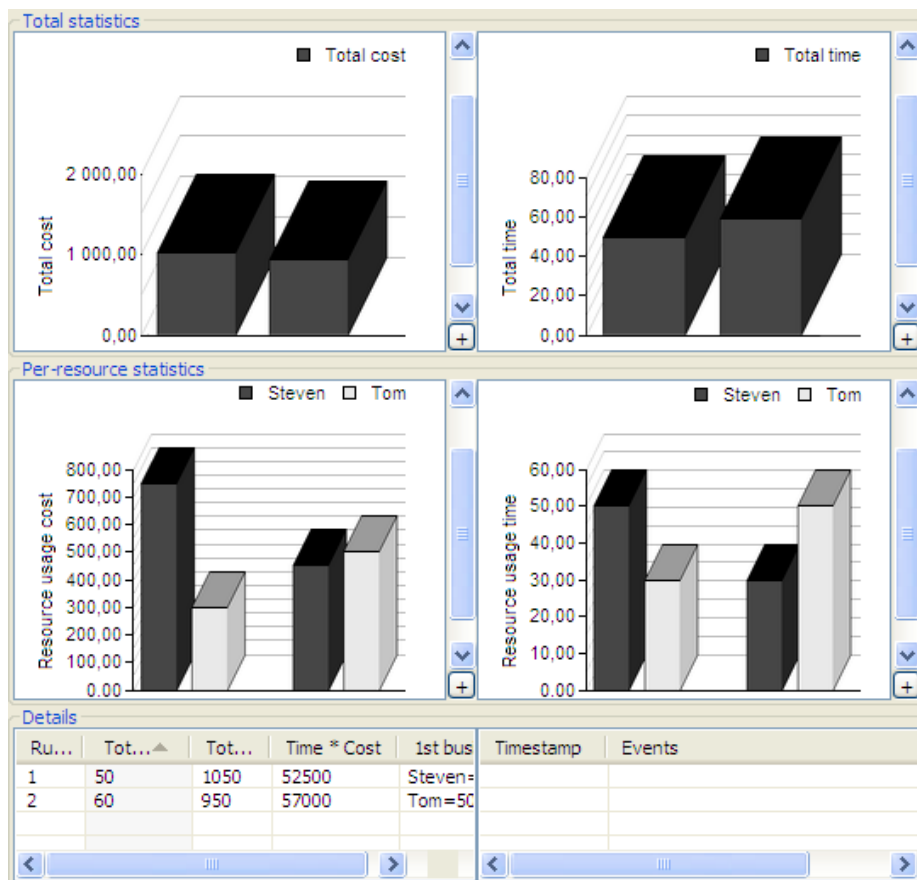 Total statistics
Total cost
2 000,00
1 000,00
0,00
Total cost
Total time
80,00
60,00
40,00
20,00
0,00
Total time
Per-resource statistics
Steven Tom
800,00
700,00
600,00
500,00
400,00
300,00
200,00
100,00
0.00
Resource usage cost
Steven Tom
60,00
50,00
40,00
30,00
20,00
10,00
0.00
Resource usage time
Details
Ru... Tot... Tot... Time * Cost 1st bus
1 50 1050 52500 Steven=
2 60 950 57000 Tom=50
Timestamp Events